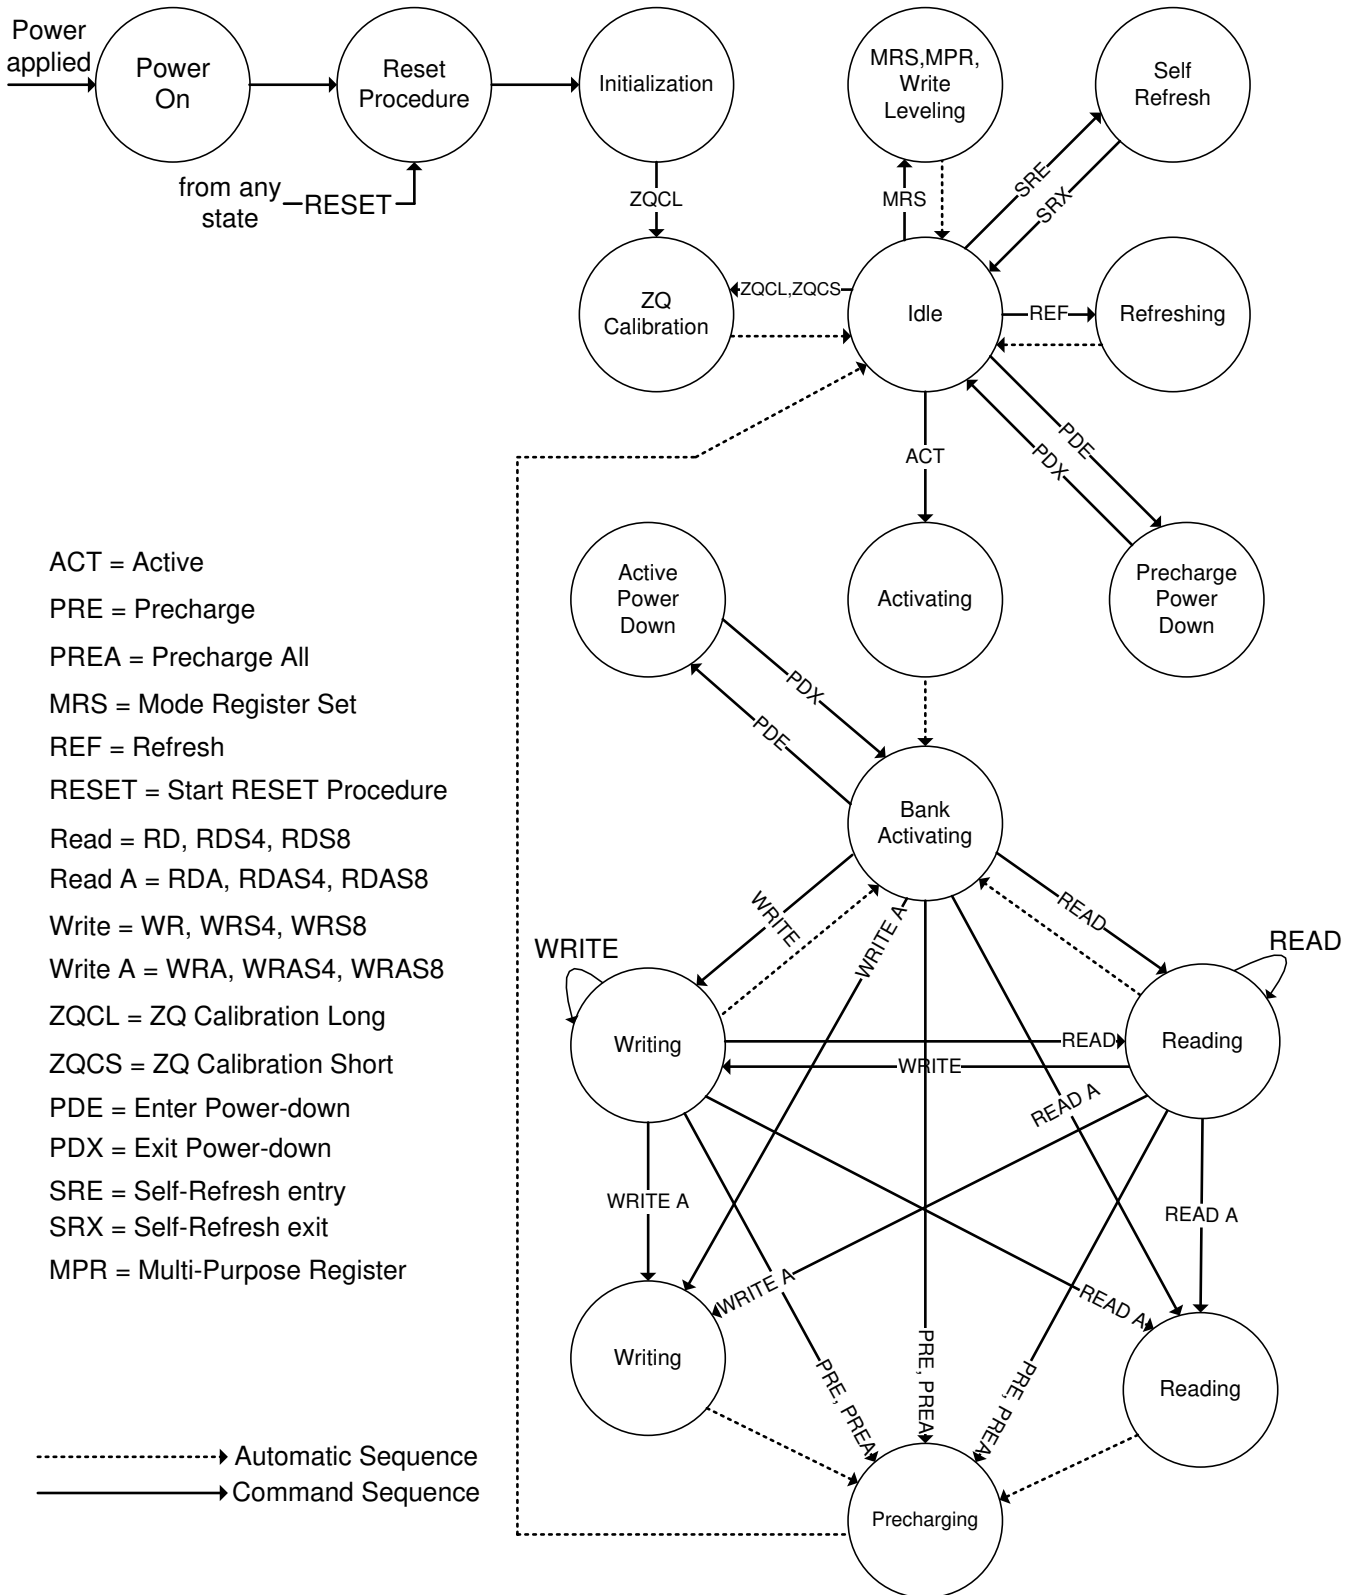 Power
applied
Power
On
Reset
Procedure
Initialization
MRS,MPR,
Write
Leveling
Self
Refresh
from any
state
RESET
ZQCL
MRS
SRE
SRX
ZQ
Calibration
ZQCL,ZQCS
Idle
REF
Refreshing
ACT
PDE
PDX
Active
Power
Down
Activating
Precharge
Power
Down
PDX
PDE
Bank
Activating
ACT = Active
PRE = Precharge
PREA = Precharge All
MRS = Mode Register Set
REF = Refresh
RESET = Start RESET Procedure
Read = RD, RDS4, RDS8
Read A = RDA, RDAS4, RDAS8
Write = WR, WRS4, WRS8
Write A = WRA, WRAS4, WRAS8
ZQCL = ZQ Calibration Long
ZQCS = ZQ Calibration Short
PDE = Enter Power-down
PDX = Exit Power-down
SRE = Self-Refresh entry
SRX = Self-Refresh exit
MPR = Multi-Purpose Register
WRITE
WRITE A
READ
WRITE
READ
Writing
READ
WRITE
Reading
READ A
WRITE A
READ A
WRITE A
READ A
Writing
PRE, PREA
PRE, PREA
PRE, PREA
Reading
Precharging
Automatic Sequence
Command Sequence